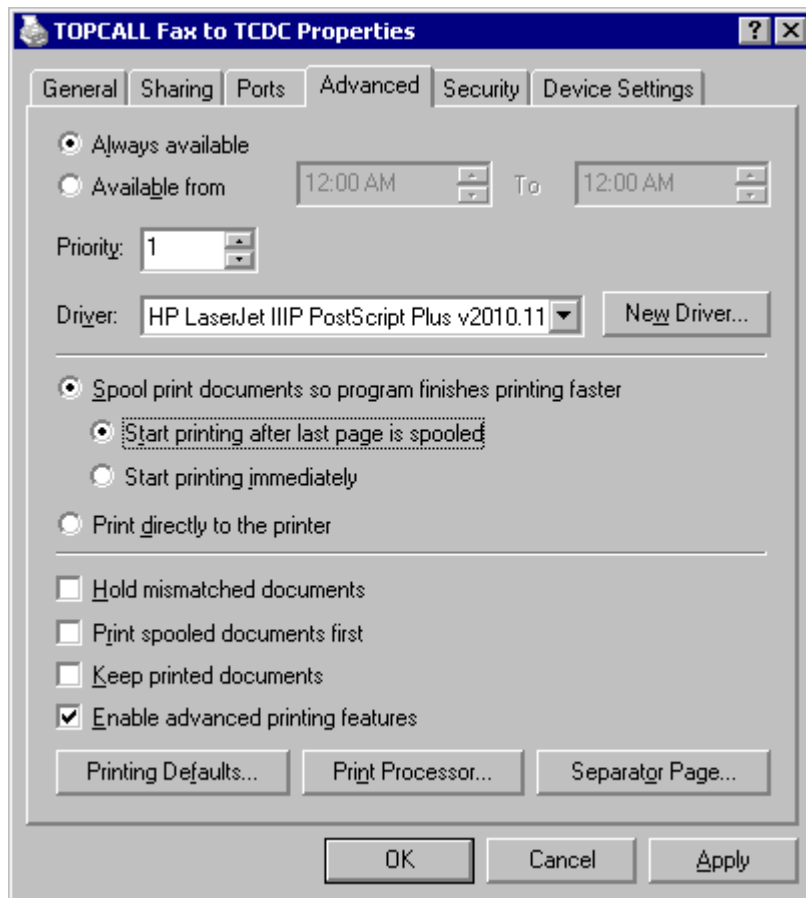 TOPCALL Fax to TCDC Properties
General Sharing Ports Advanced Security Device Settings
Always available
Available from 12:00 AM To 12:00 AM
Priority: 1
Driver: HP LaserJet IIIP PostScript Plus v2010.11 New Driver...
Spool print documents so program finishes printing faster
Start printing after last page is spooled
Start printing immediately
Print directly to the printer
Hold mismatched documents
Print spooled documents first
Keep printed documents
Enable advanced printing features
Printing Defaults... Print Processor... Separator Page...
OK Cancel Apply